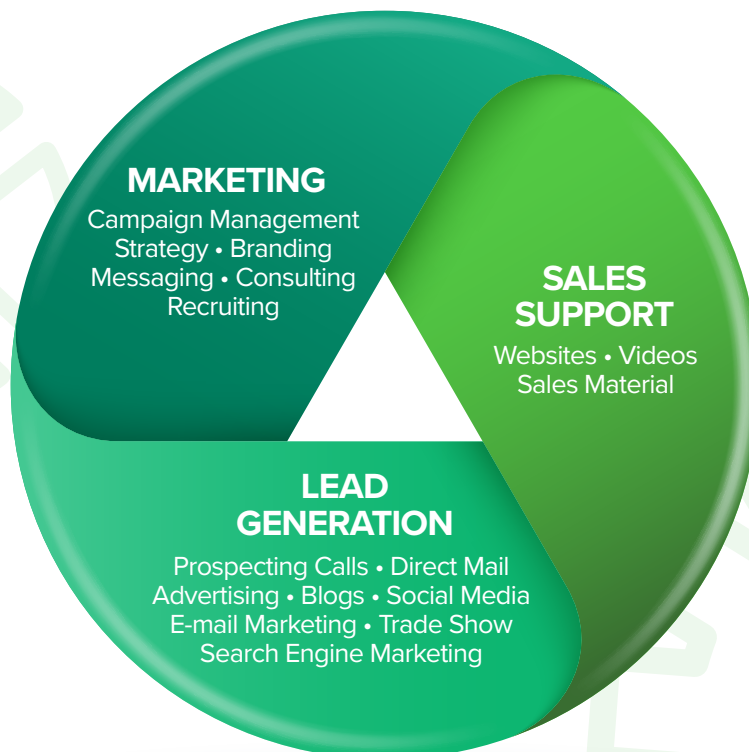 MARKETING
Campaign Management
Strategy • Branding
Messaging • Consulting
Recruiting
SALES
SUPPORT
Websites • Videos
Sales Material
LEAD
GENERATION
Prospecting Calls • Direct Mail
Advertising • Blogs • Social Media
E-mail Marketing • Trade Show
Search Engine Marketing